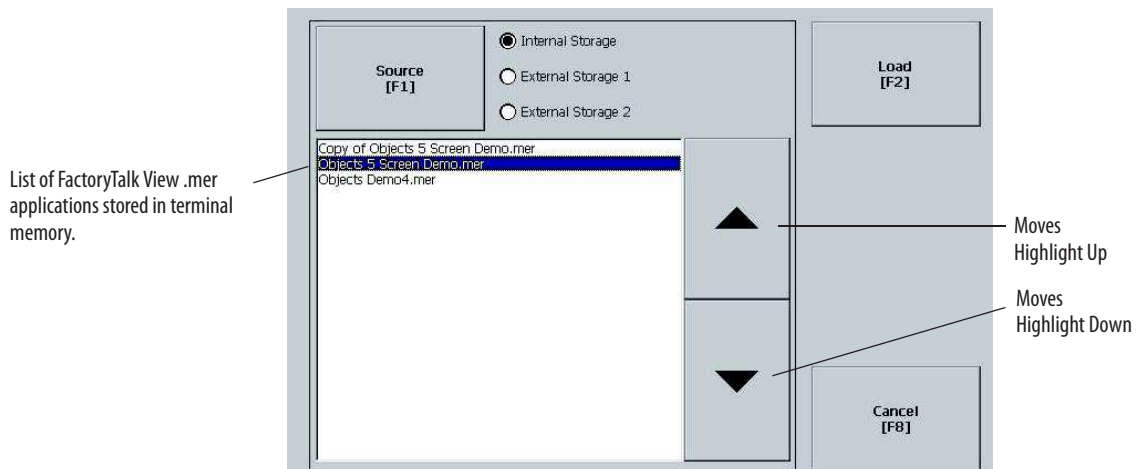 Source
[F1]
Internal Storage
External Storage 1
External Storage 2
Load
[F2]
Copy of Objects 5 Screen Demo.mer
Objects 5 Screen Demo.mer
Objects Demo4.mer
List of FactoryTalk View .mer
applications stored in terminal
memory.
Moves
Highlight Up
Moves
Highlight Down
Cancel
[F8]